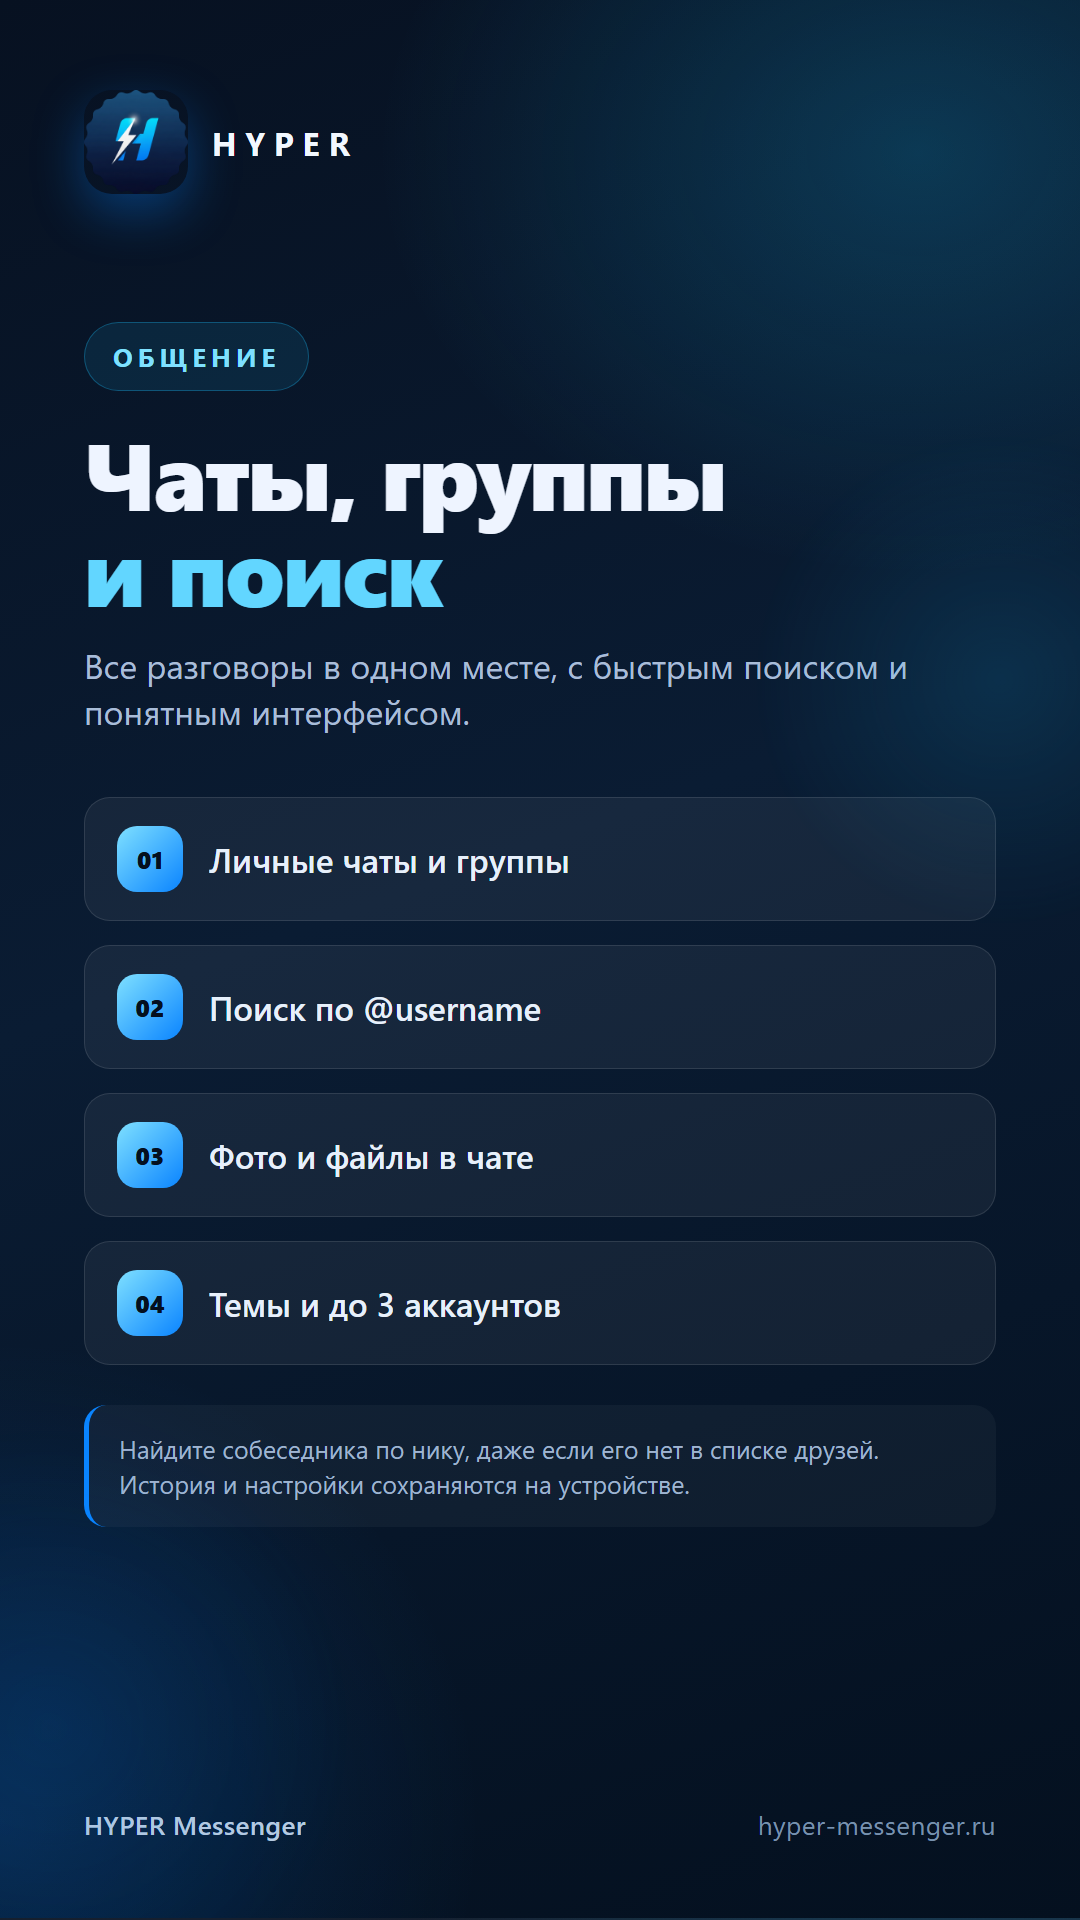 H
HYPER
ОБЩЕНИЕ
Чаты, группы
и поиск
Все разговоры в одном месте, с быстрым поиском и
понятным интерфейсом.
01 Личные чаты и группы
02 Поиск по @username
03 Фото и файлы в чате
04 Темы и до 3 аккаунтов
Найдите собеседника по нику, даже если его нет в списке друзей.
История и настройки сохраняются на устройстве.
HYPER Messenger
hyper-messenger.ru